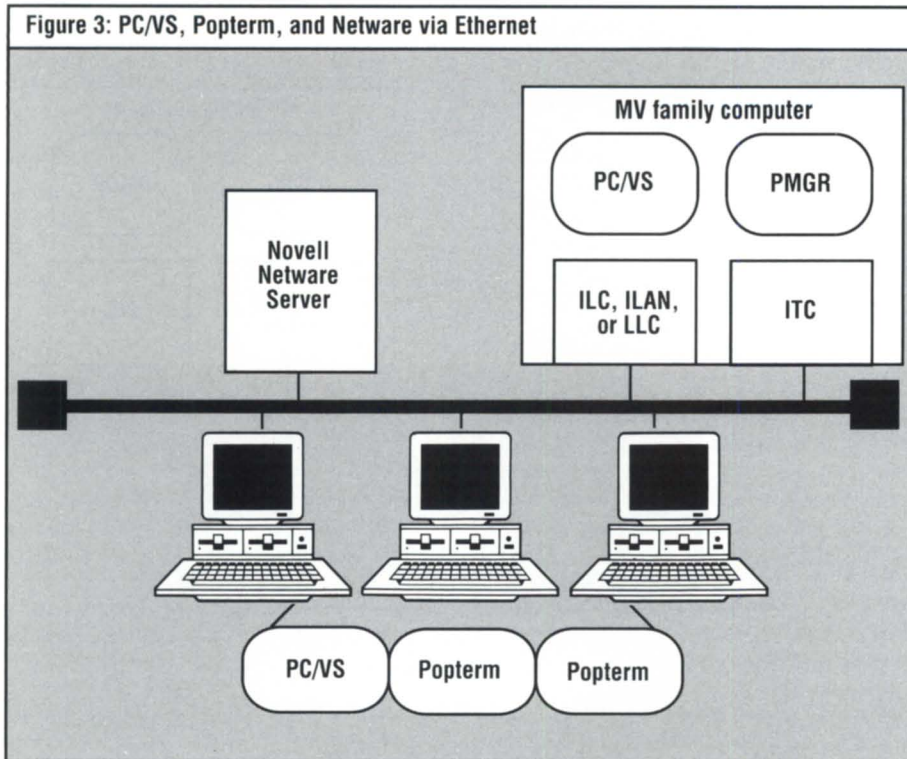 Figure 3: PC/VS, Popterm, and Netware via Ethernet
MV family computer
PC/VS
PMGR
Novell
Netware
Server
ILC, ILAN,
or LLC
ITC
PC/VS
Popterm
Popterm